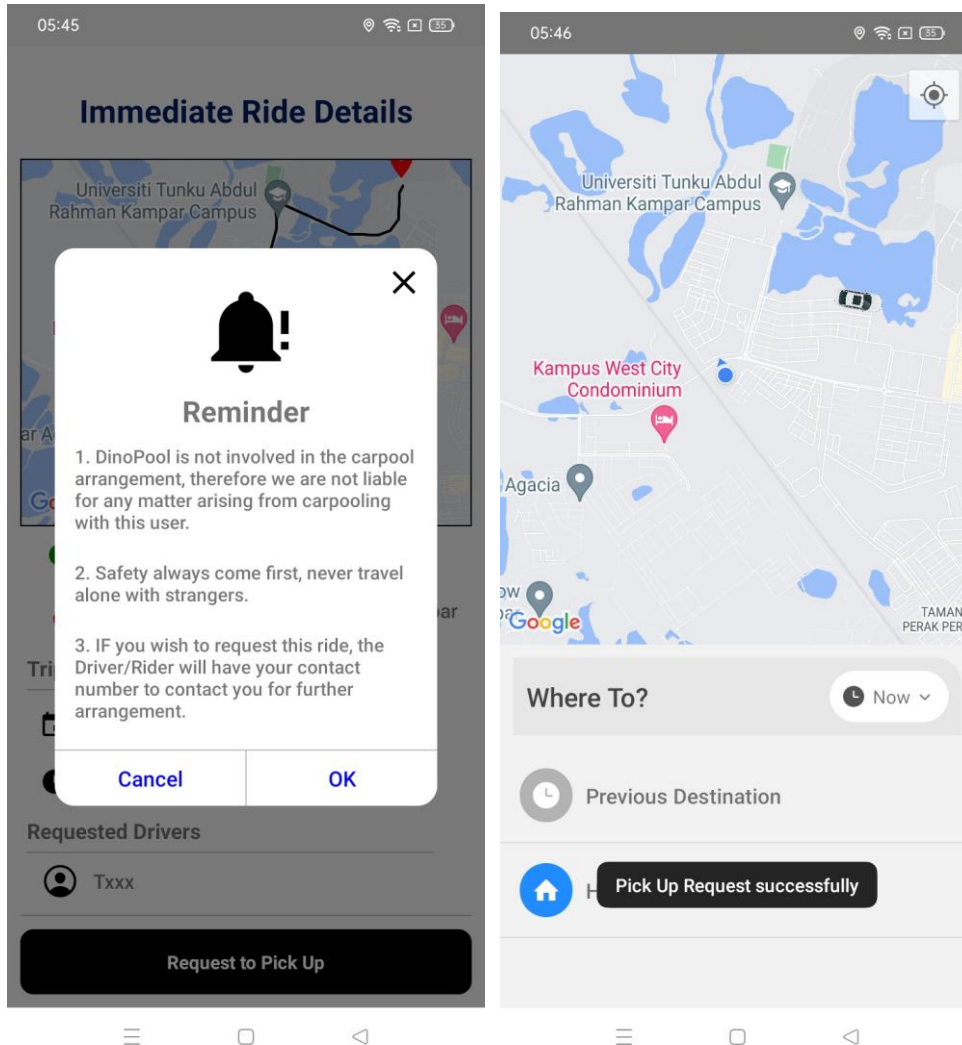 05:45
35
Immediate Ride Details
Universiti Tunku Abdul
Rahman Kampar Campus
Reminder
1. DinoPool is not involved in the carpool
arrangement, therefore we are not liable
for any matter arising from carpooling
with this user.
2. Safety always come first, never travel
alone with strangers.
3. IF you wish to request this ride, the
Driver/Rider will have your contact
number to contact you for further
arrangement.
Cancel
OK
ar A
Go
ar
Tri
Requested Drivers
Txxx
Request to Pick Up
05:46
35
Universiti Tunku Abdul
Rahman Kampar Campus
Kampus West City
Condominium
Agacia
Google
TAMAN
PERAK PER
Where To?
Now
Previous Destination
H
Pick Up Request successfully